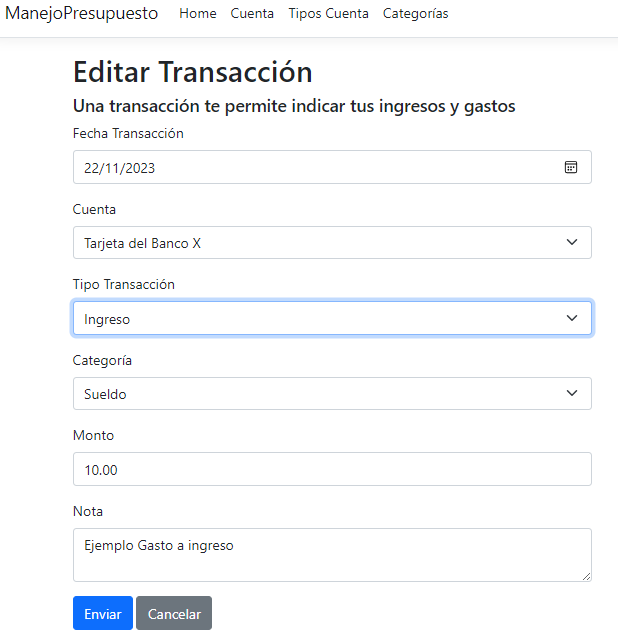 ManejoPresupuesto Home Cuenta Tipos Cuenta Categorías
Editar Transacción
Una transacción te permite indicar tus ingresos y gastos
Fecha Transacción
22/11/2023
Cuenta
Tarjeta del Banco X
Tipo Transacción
Ingreso
Categoría
Sueldo
Monto
10.00
Nota
Ejemplo Gasto a ingreso
Enviar Cancelar